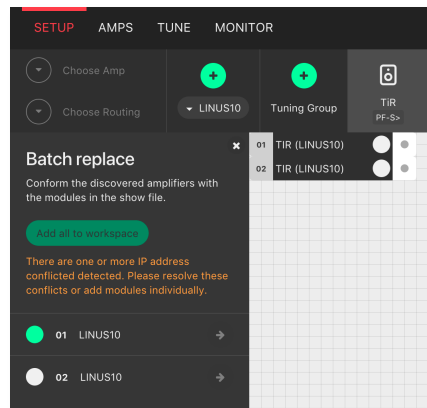 SETUP AMPS TUNE MONITOR
Choose Amp
Choose Routing
LINUS10
Tuning Group
TiR
PF-S>
Batch replace
Conform the discovered amplifiers with
the modules in the show file.
Add all to workspace
There are one or more IP address
conflicted detected. Please resolve these
conflicts or add modules individually.
01 LINUS10
02 LINUS10
01 TIR (LINUS10)
02 TIR (LINUS10)